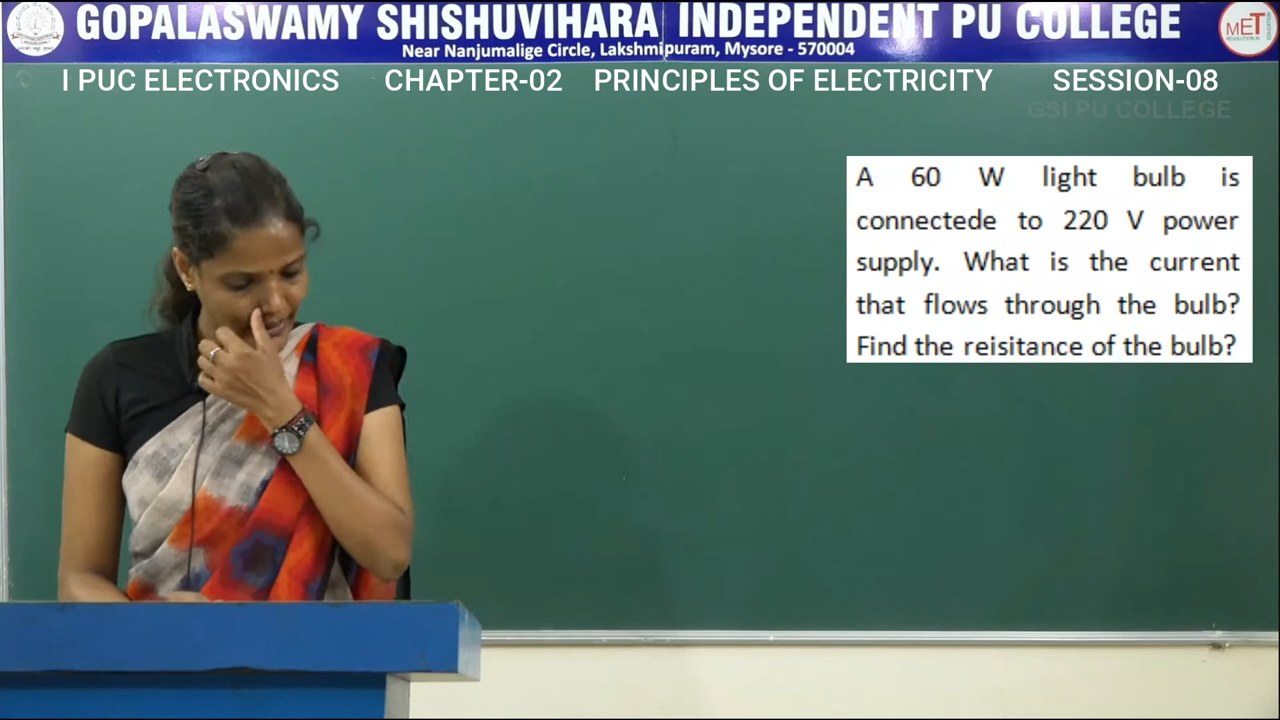 GOPALASWAMY SHISHUVIHARA INDEPENDENT PU COLLEGE
Near Nanjumalige Circle, Lakshmipuram, Mysore - 570004
MET
I PUC ELECTRONICS CHAPTER-02 PRINCIPLES OF ELECTRICITY SESSION-08
GSI PU COLLEGE
A 60 W light bulb is
connectede to 220 V power
supply. What is the current
that flows through the bulb?
Find the reisitance of the bulb?